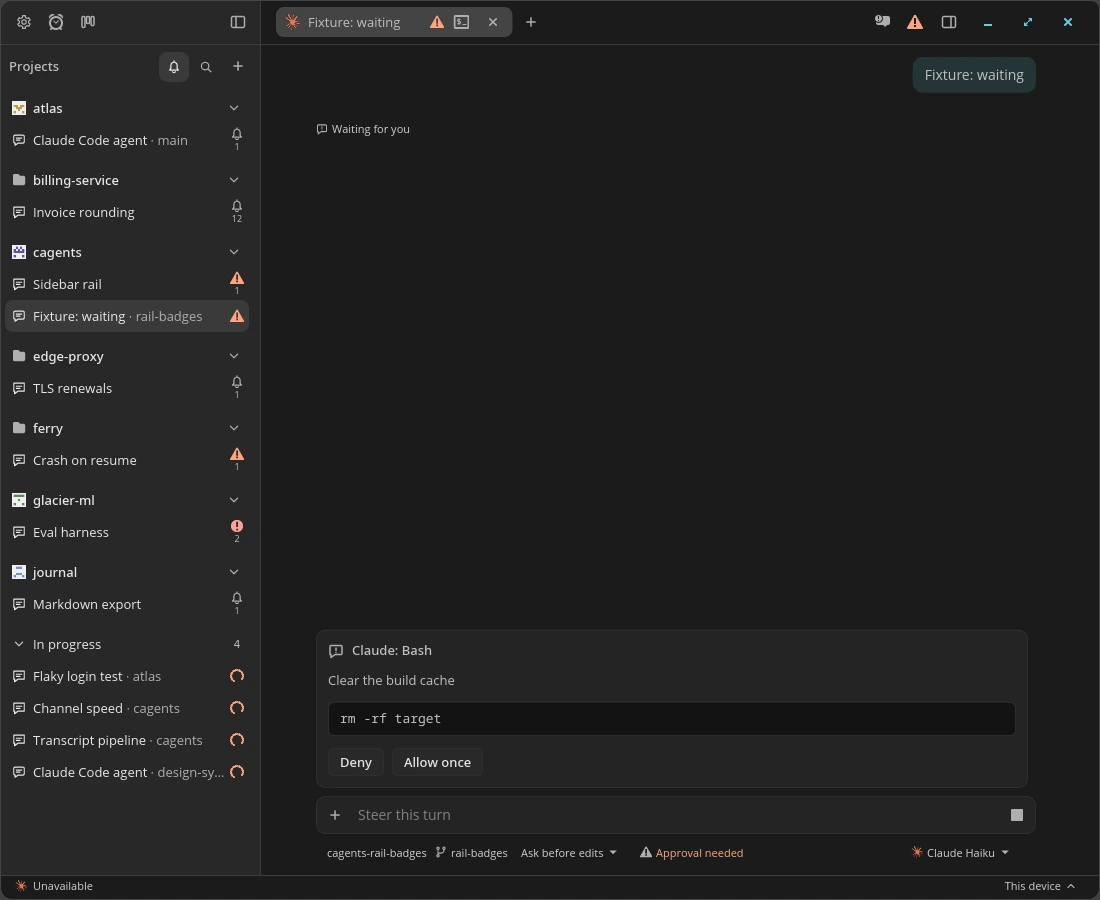 Fixture: waiting
Projects
Fixture: waiting
atlas
Claude Code agent · main
1
Waiting for you
billing-service
Invoice rounding
12
cagents
Sidebar rail
1
Fixture: waiting · rail-badges
edge-proxy
TLS renewals
1
ferry
Crash on resume
1
glacier-ml
Eval harness
2
journal
Markdown export
1
In progress 4
Flaky login test · atlas
Channel speed · cagents
Transcript pipeline · cagents
Claude Code agent · design-sy...
Claude: Bash
Clear the build cache
rm -rf target
Deny Allow once
Steer this turn
cagents-rail-badges rail-badges Ask before edits Approval needed Claude Haiku
Unavailable This device